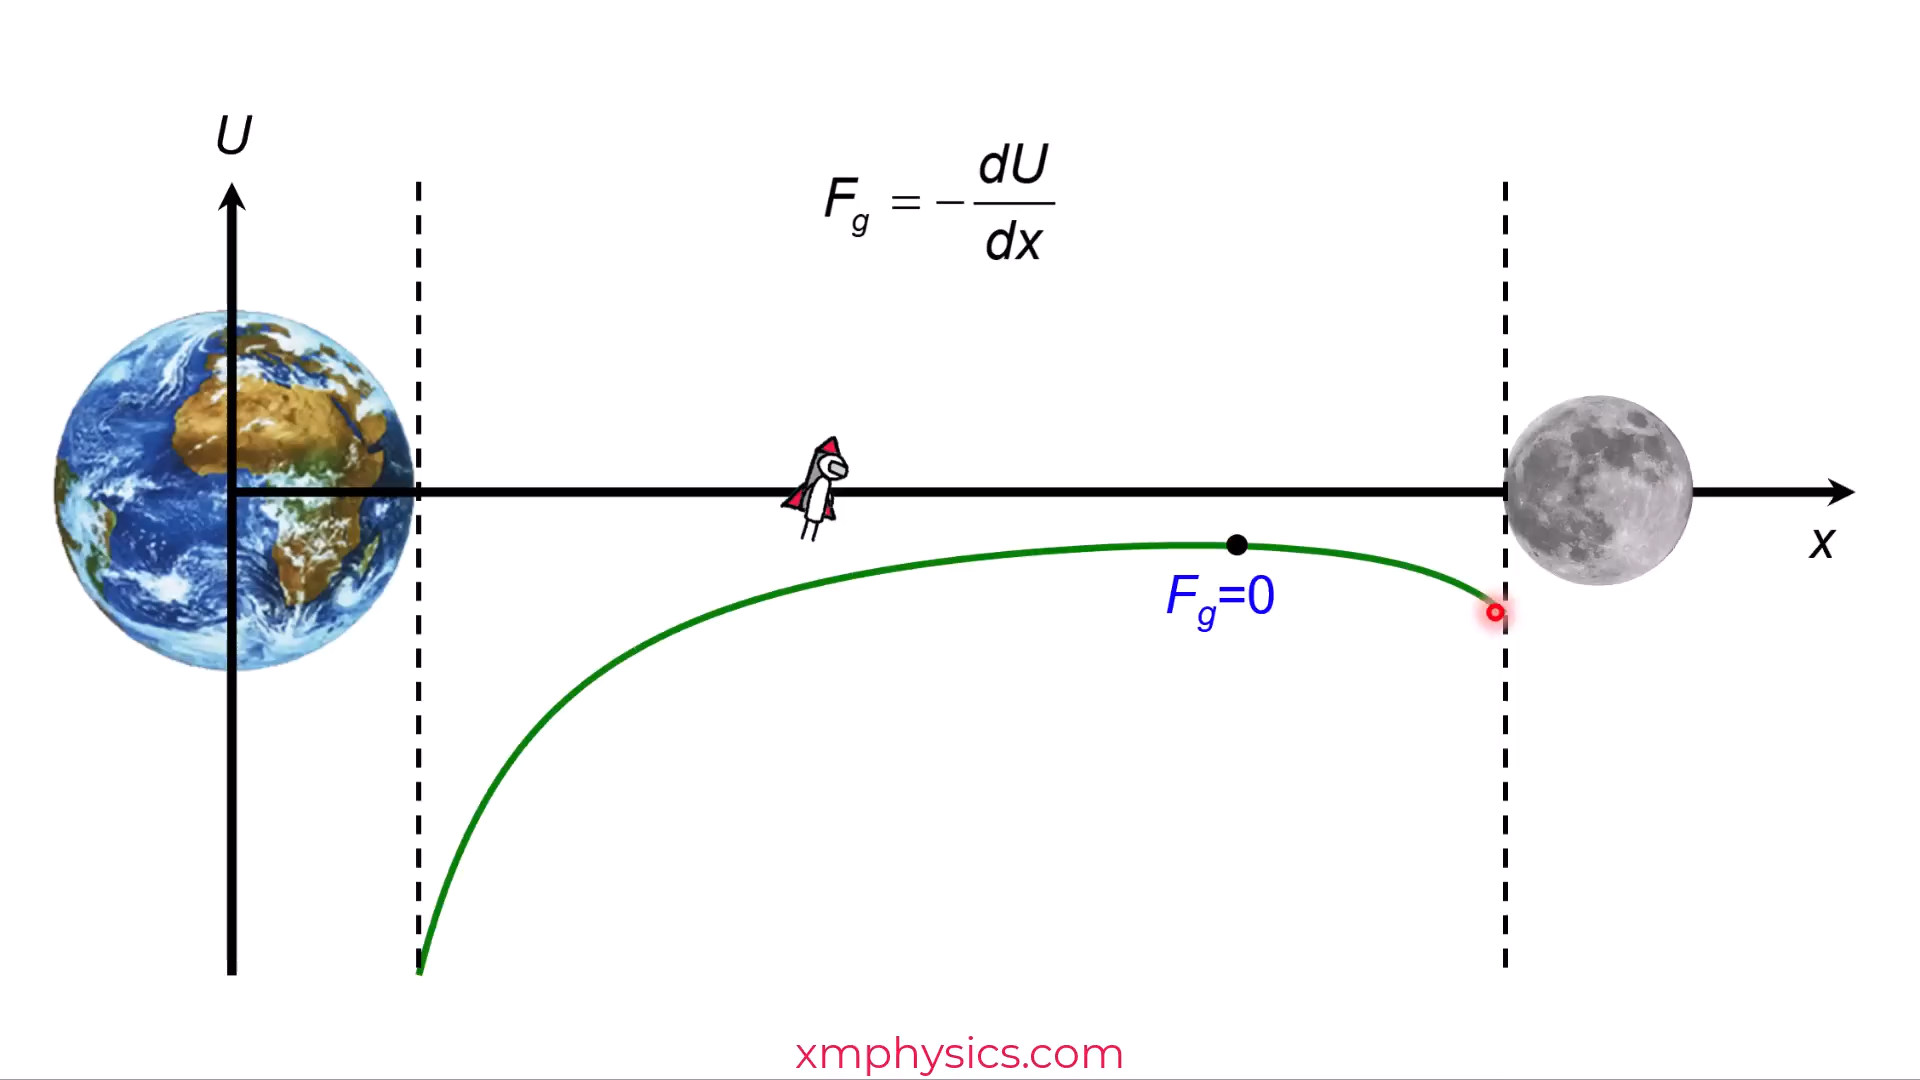 U
F_g = -dU/dx
x
F_g=0
xmphysics.com